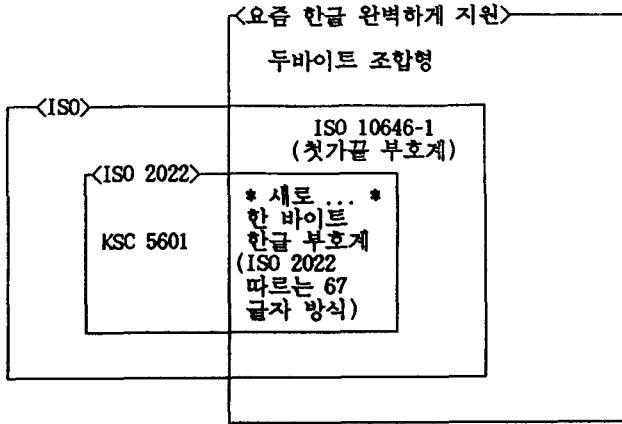 <요즘 한글 완벽하게 지원>
두바이트 조합형
<ISO>
ISO 10646-1
(첫가끝 부호계)
<ISO 2022>
* 새로 ... *
한 바이트
KSC 5601
한글 부호계
(ISO 2022
따르는 67
글자 방식)